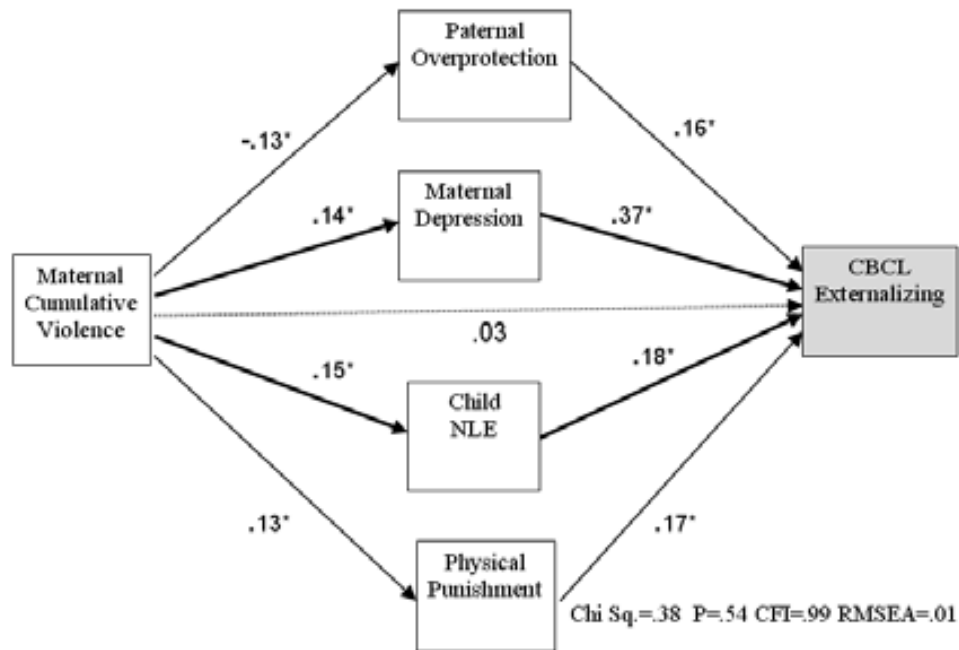 Paternal
Overprotection
-.13*
.16*
Maternal
Depression
.14*
.37*
Maternal
Cumulative
Violence
CBCL
Externalizing
.03
.15*
.18*
Child
NLE
.13*
.17*
Physical
Punishment
Chi Sq.=.38 P=.54 CFI=.99 RMSEA=.01